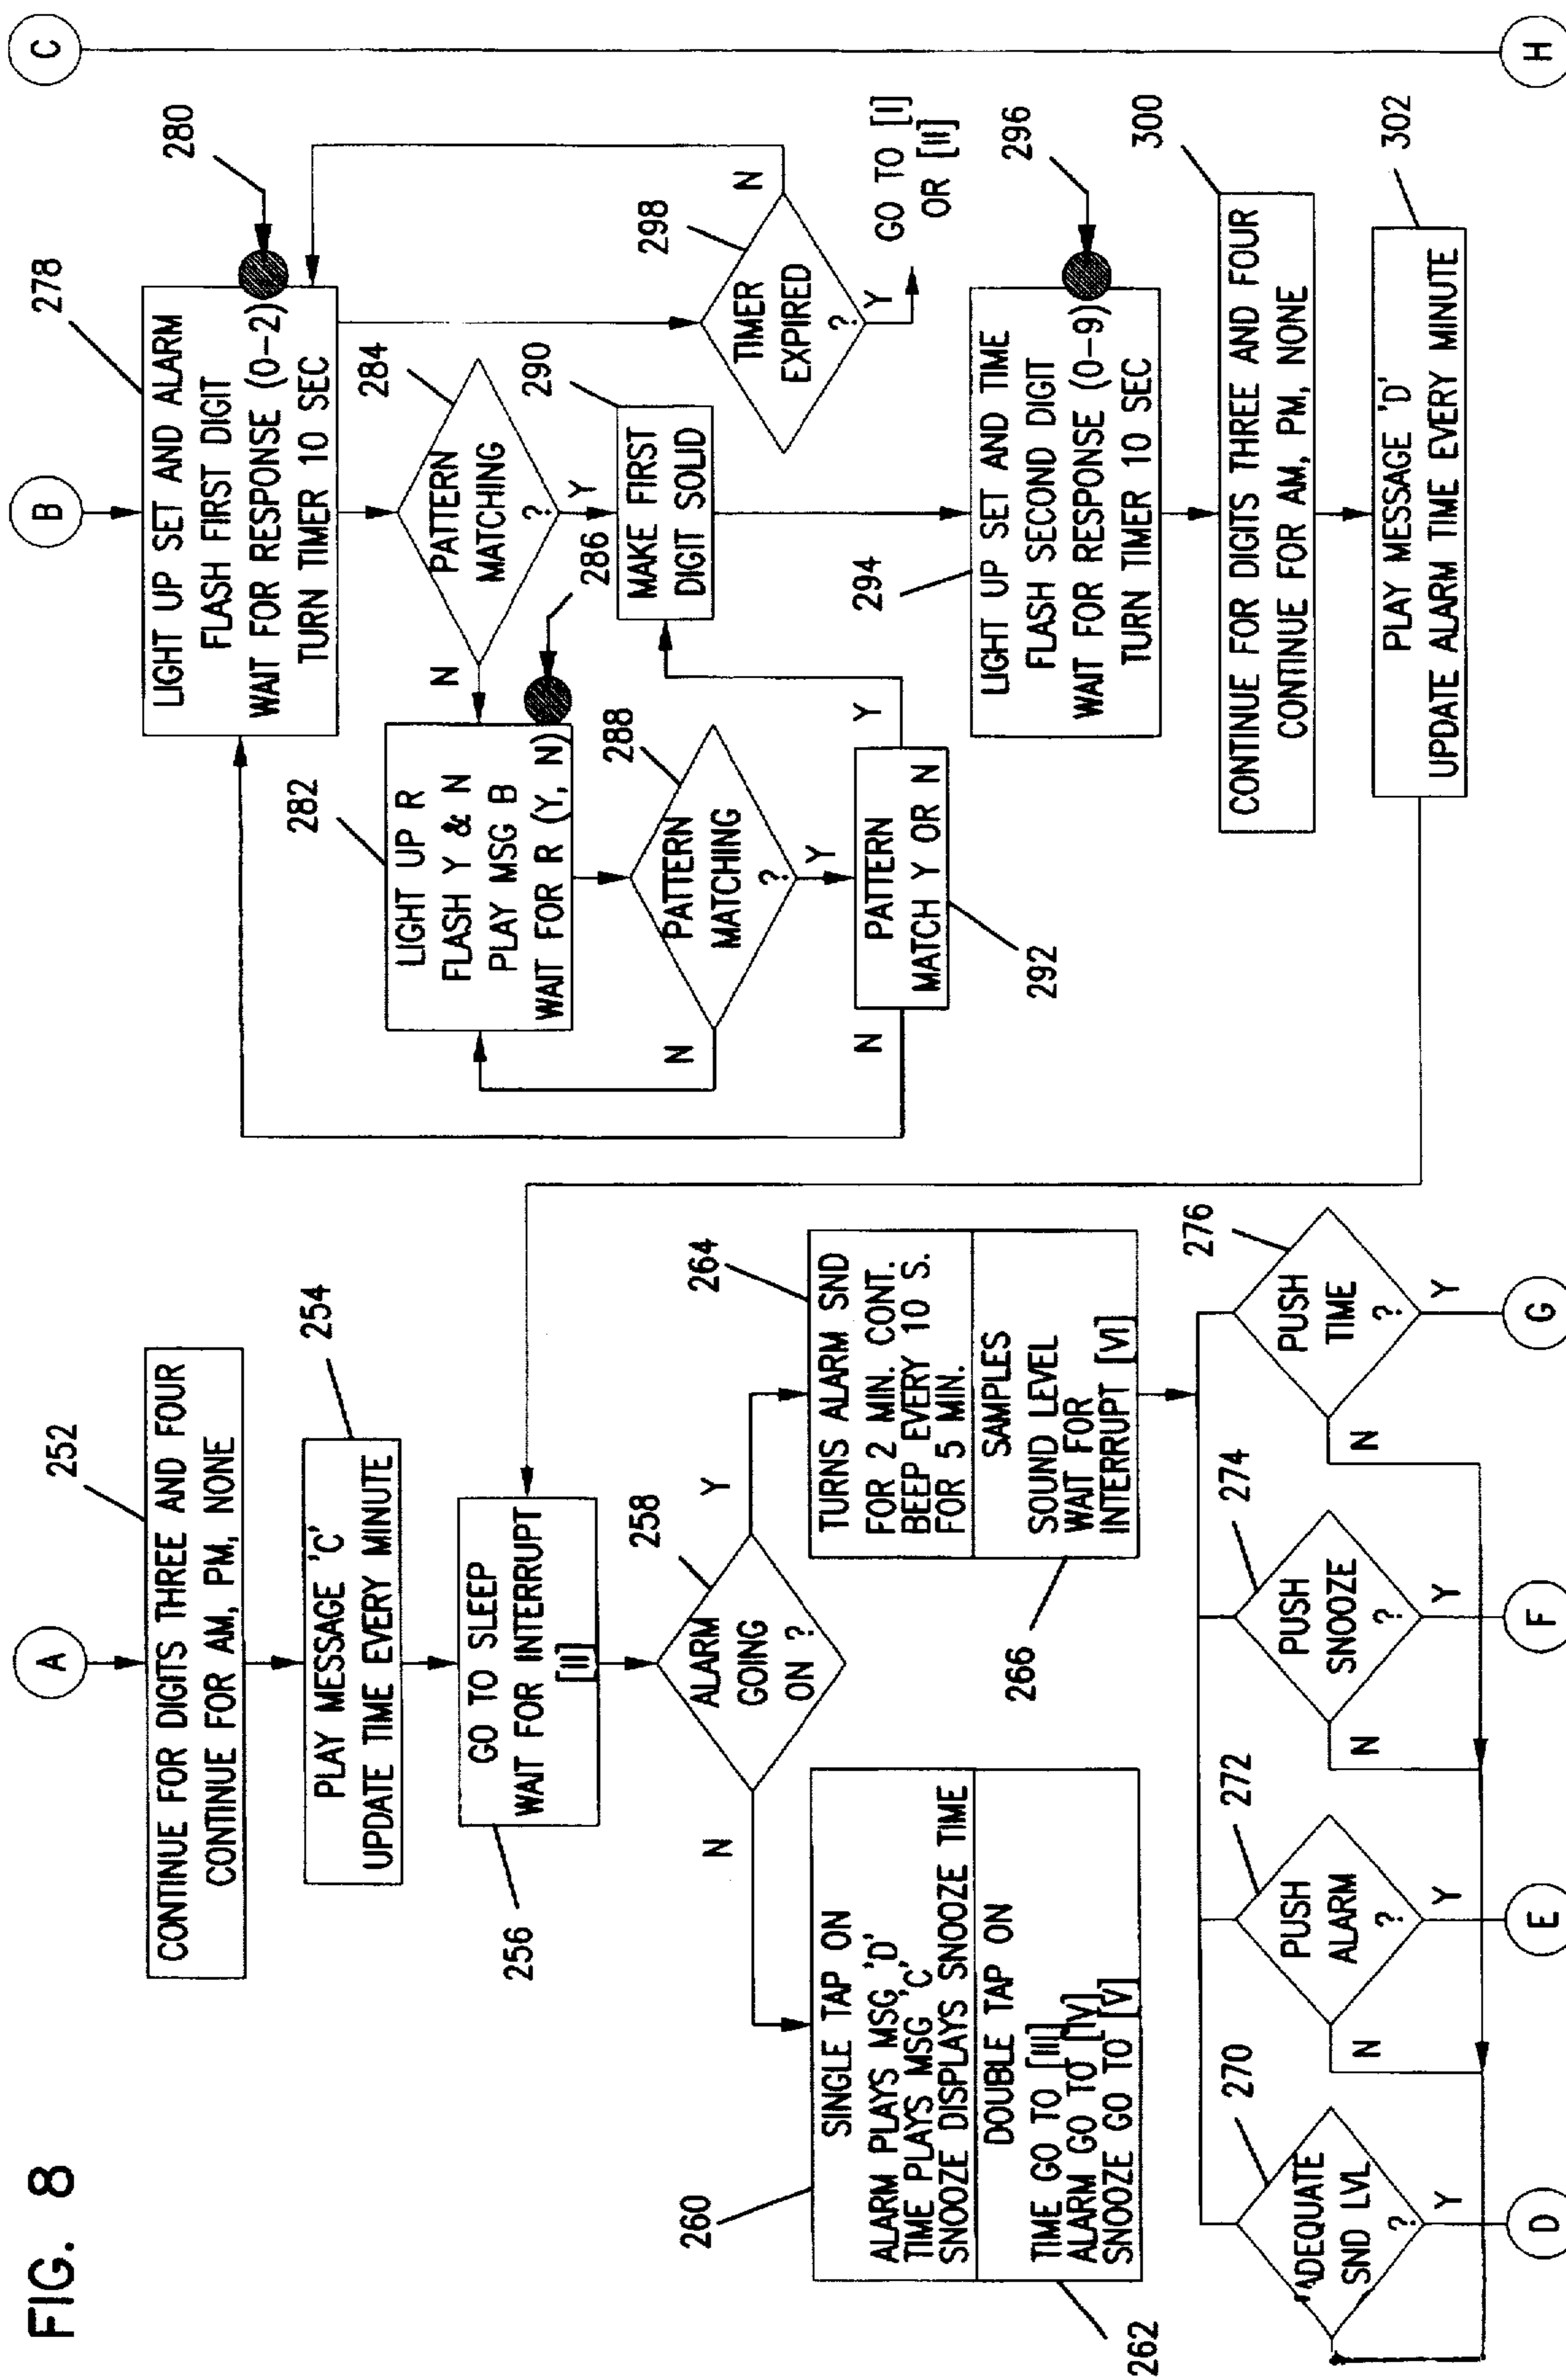 FIG. 8
A
252
CONTINUE FOR DIGITS THREE AND FOUR
CONTINUE FOR AM, PM, NONE
254
PLAY MESSAGE 'C'
UPDATE TIME EVERY MINUTE
256
GO TO SLEEP
WAIT FOR INTERRUPT
[II]
258
ALARM
GOING
ON ?
N
Y
260
SINGLE TAP ON
ALARM PLAYS MSG 'D'
TIME PLAYS MSG 'C'
SNOOZE DISPLAYS SNOOZE TIME
262
DOUBLE TAP ON
TIME GO TO [III]
ALARM GO TO [IV]
SNOOZE GO TO [V]
264
TURNS ALARM SND
FOR 2 MIN. CONT.
BEEP EVERY 10 S.
FOR 5 MIN.
266
SAMPLES
SOUND LEVEL
WAIT FOR
INTERRUPT [VI]
270
ADEQUATE
SND LVL
?
Y
D
272
PUSH
ALARM
?
N
Y
E
274
PUSH
SNOOZE
?
N
Y
F
276
PUSH
TIME
?
N
Y
G
B
278
LIGHT UP SET AND ALARM
FLASH FIRST DIGIT
WAIT FOR RESPONSE (0-2)
TURN TIMER 10 SEC
280
284
PATTERN
MATCHING
?
N
Y
282
LIGHT UP R
FLASH Y & N
PLAY MSG B
WAIT FOR R (Y, N)
286
288
PATTERN
MATCHING
?
N
Y
290
MAKE FIRST
DIGIT SOLID
292
PATTERN
MATCH Y OR N
N
Y
298
TIMER
EXPIRED
?
N
Y
GO TO [I]
OR [II]
294
LIGHT UP SET AND TIME
FLASH SECOND DIGIT
WAIT FOR RESPONSE (0-9)
TURN TIMER 10 SEC
296
300
CONTINUE FOR DIGITS THREE AND FOUR
CONTINUE FOR AM, PM, NONE
302
PLAY MESSAGE 'D'
UPDATE ALARM TIME EVERY MINUTE
C
H